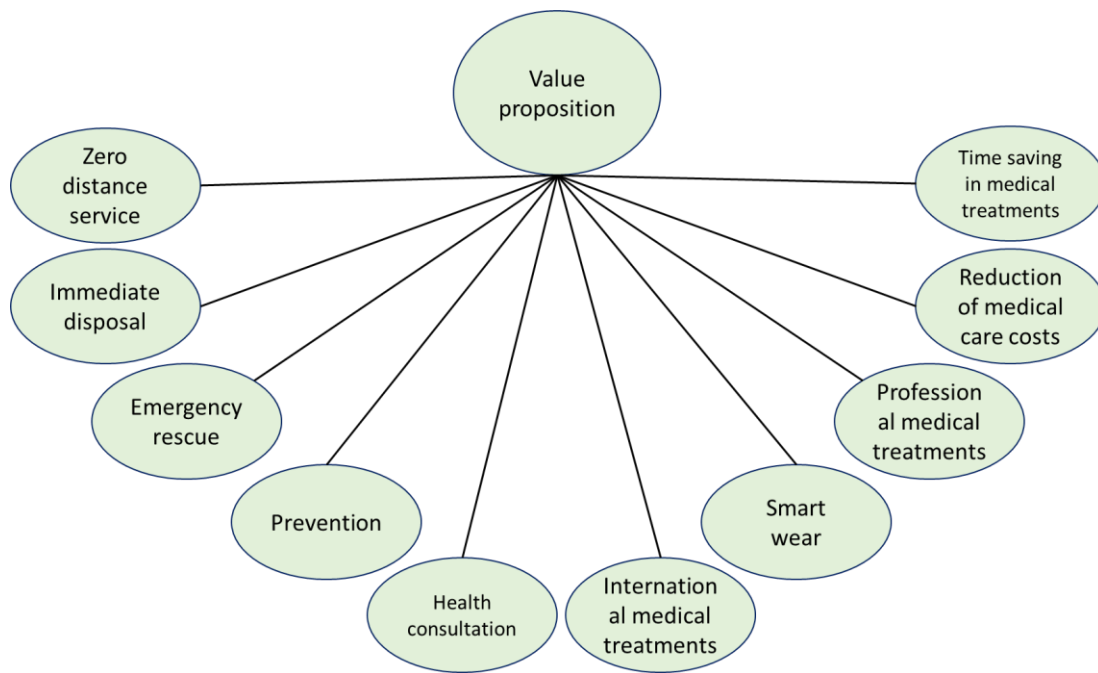 Value
proposition
Zero
distance
service
Immediate
disposal
Emergency
rescue
Prevention
Health
consultation
Internation
al medical
treatments
Smart
wear
Profession
al medical
treatments
Reduction
of medical
care costs
Time saving
in medical
treatments